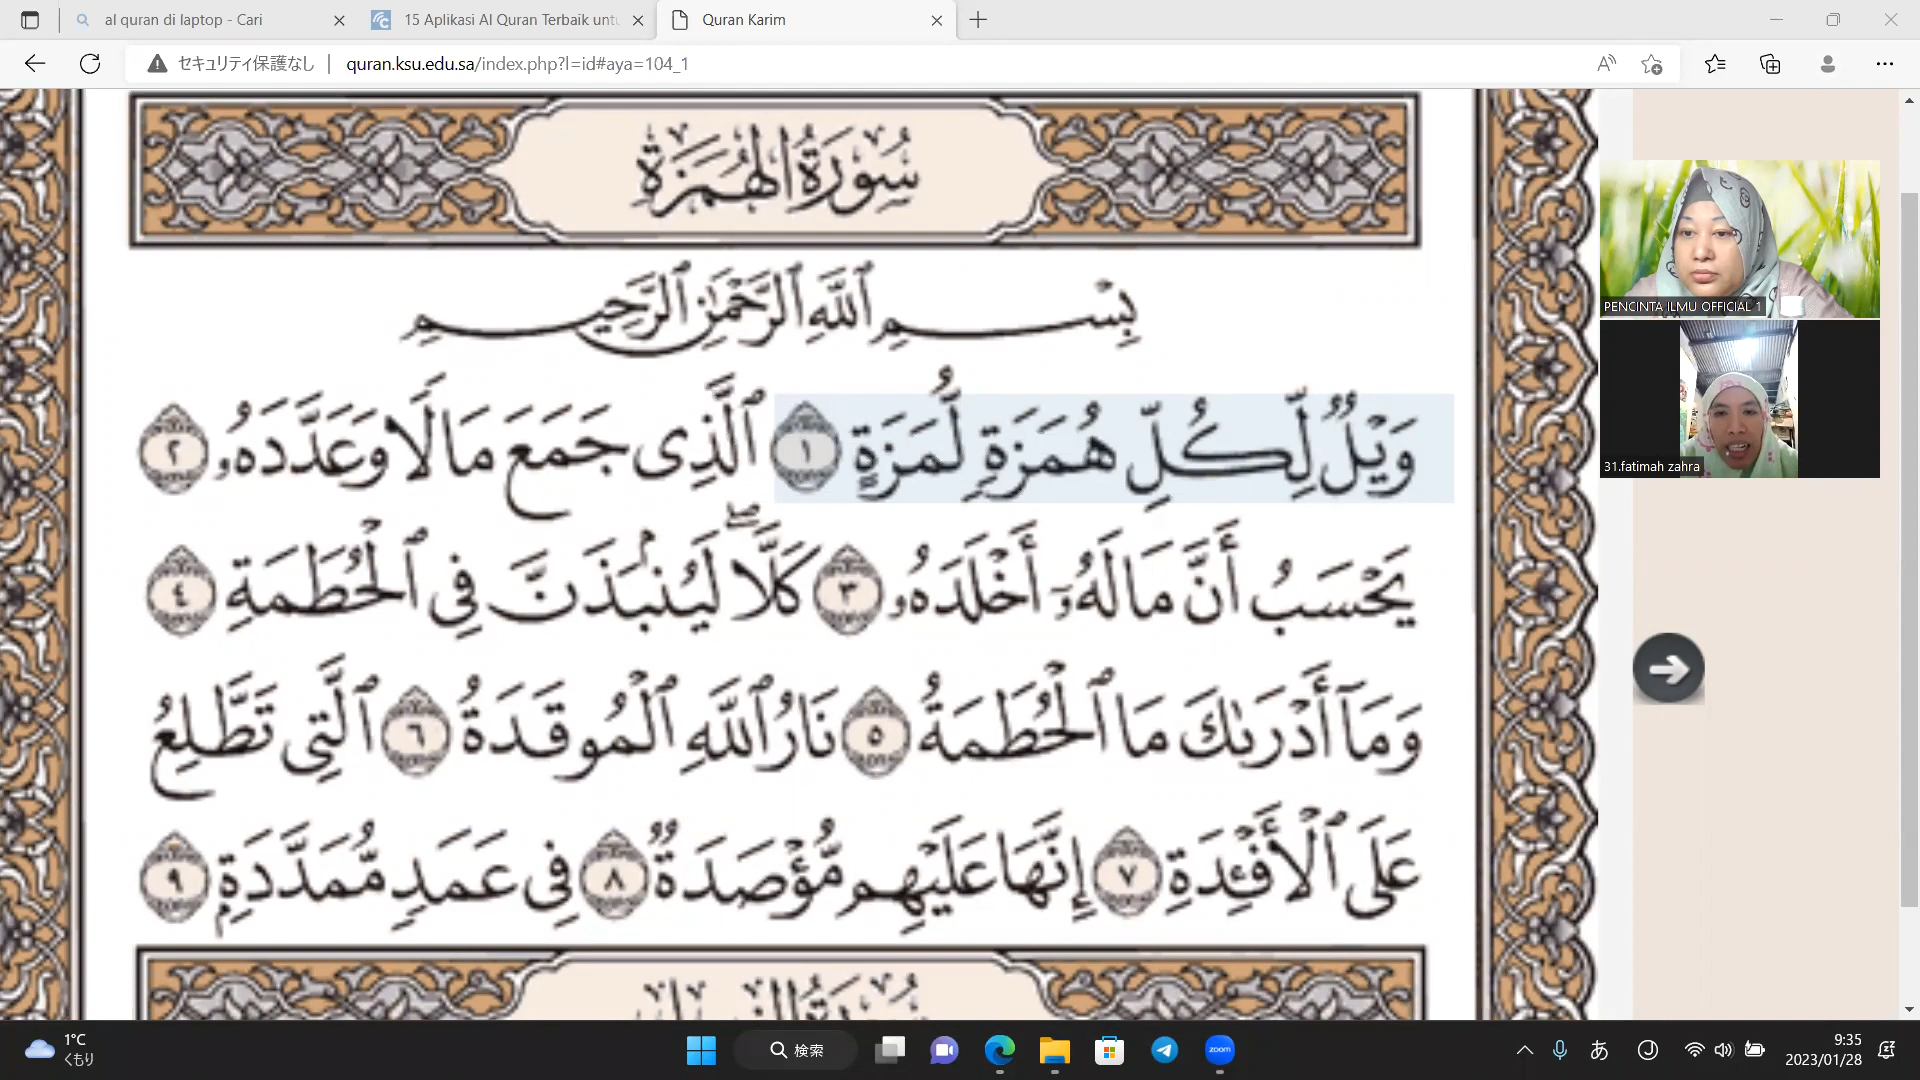 al quran di laptop - Cari
15 Aplikasi Al Quran Terbaik untu
Quran Karim
セキュリティ保護なし
quran.ksu.edu.sa/index.php?l=id#aya=104_1
سُورَةُ الهُمَزَةِ
بِسۡمِ ٱللَّهِ ٱلرَّحۡمَٰنِ ٱلرَّحِيمِ
وَيۡلٞ لِّكُلِّ هُمَزَةٖ لُّمَزَةٍ ١ ٱلَّذِي جَمَعَ مَالٗا وَعَدَّدَهُۥ ٢
يَحۡسَبُ أَنَّ مَالَهُۥٓ أَخۡلَدَهُۥ ٣ كَلَّاۖ لَيُنۢبَذَنَّ فِي ٱلۡحُطَمَةِ ٤
وَمَآ أَدۡرَىٰكَ مَا ٱلۡحُطَمَةُ ٥ نَارُ ٱللَّهِ ٱلۡمُوقَدَةُ ٦ ٱلَّتِي تَطَّلِعُ
عَلَى ٱلۡأَفۡـِٔدَةِ ٧ إِنَّهَا عَلَيۡهِم مُّؤۡصَدَةٞ ٨ فِي عَمَدٖ مُّمَدَّدَةِۭ ٩
PENCINTA ILMU OFFICIAL 1
31.fatimah zahra
1°C
くもり
検索
zoom
あ
9:35
2023/01/28